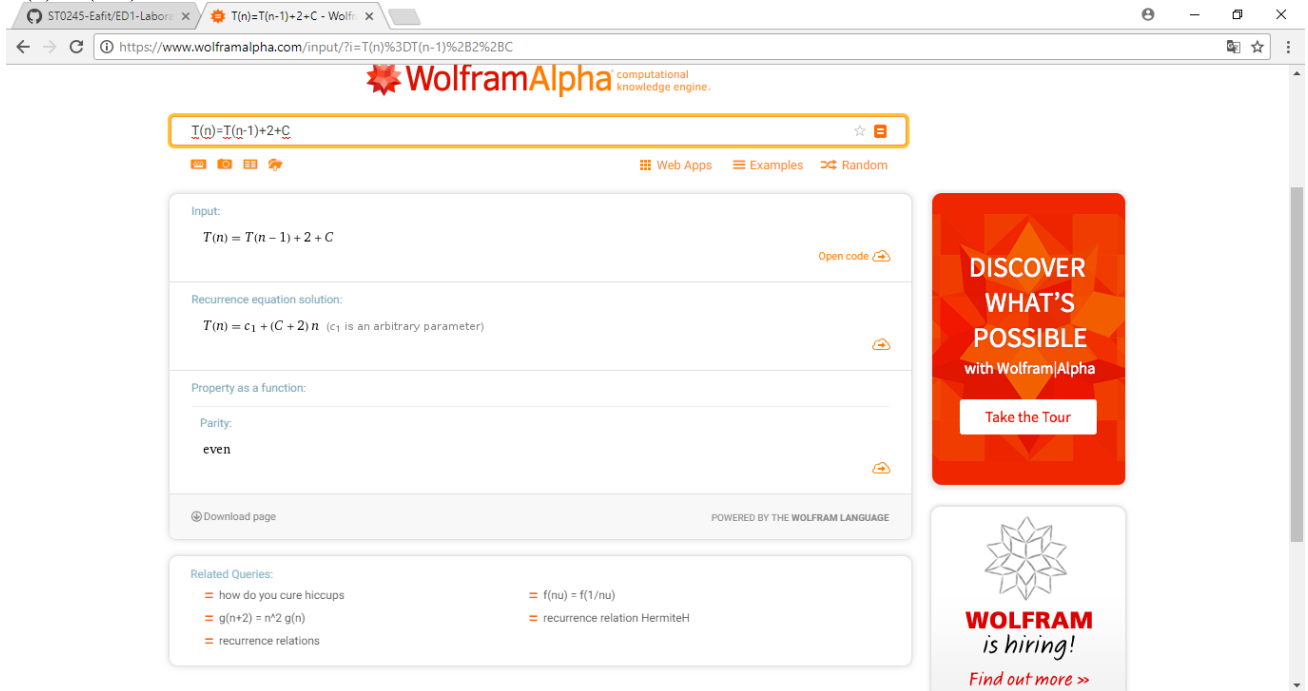 ST0245-Eafit/ED1-Labora
T(n)=T(n-1)+2+C - Wolfr
https://www.wolframalpha.com/input/?i=T(n)%3DT(n-1)%2B2%2BC
WolframAlpha computational knowledge engine.
T(n)=T(n-1)+2+C
Web Apps Examples Random
Input:
T(n) = T(n − 1) + 2 + C
Open code
Recurrence equation solution:
T(n) = c₁ + (C + 2) n (c₁ is an arbitrary parameter)
Property as a function:
Parity:
even
Download page
POWERED BY THE WOLFRAM LANGUAGE
Related Queries:
how do you cure hiccups
f(nu) = f(1/nu)
g(n+2) = n^2 g(n)
recurrence relation HermiteH
recurrence relations
DISCOVER
WHAT'S
POSSIBLE
with Wolfram|Alpha
Take the Tour
WOLFRAM
is hiring!
Find out more »